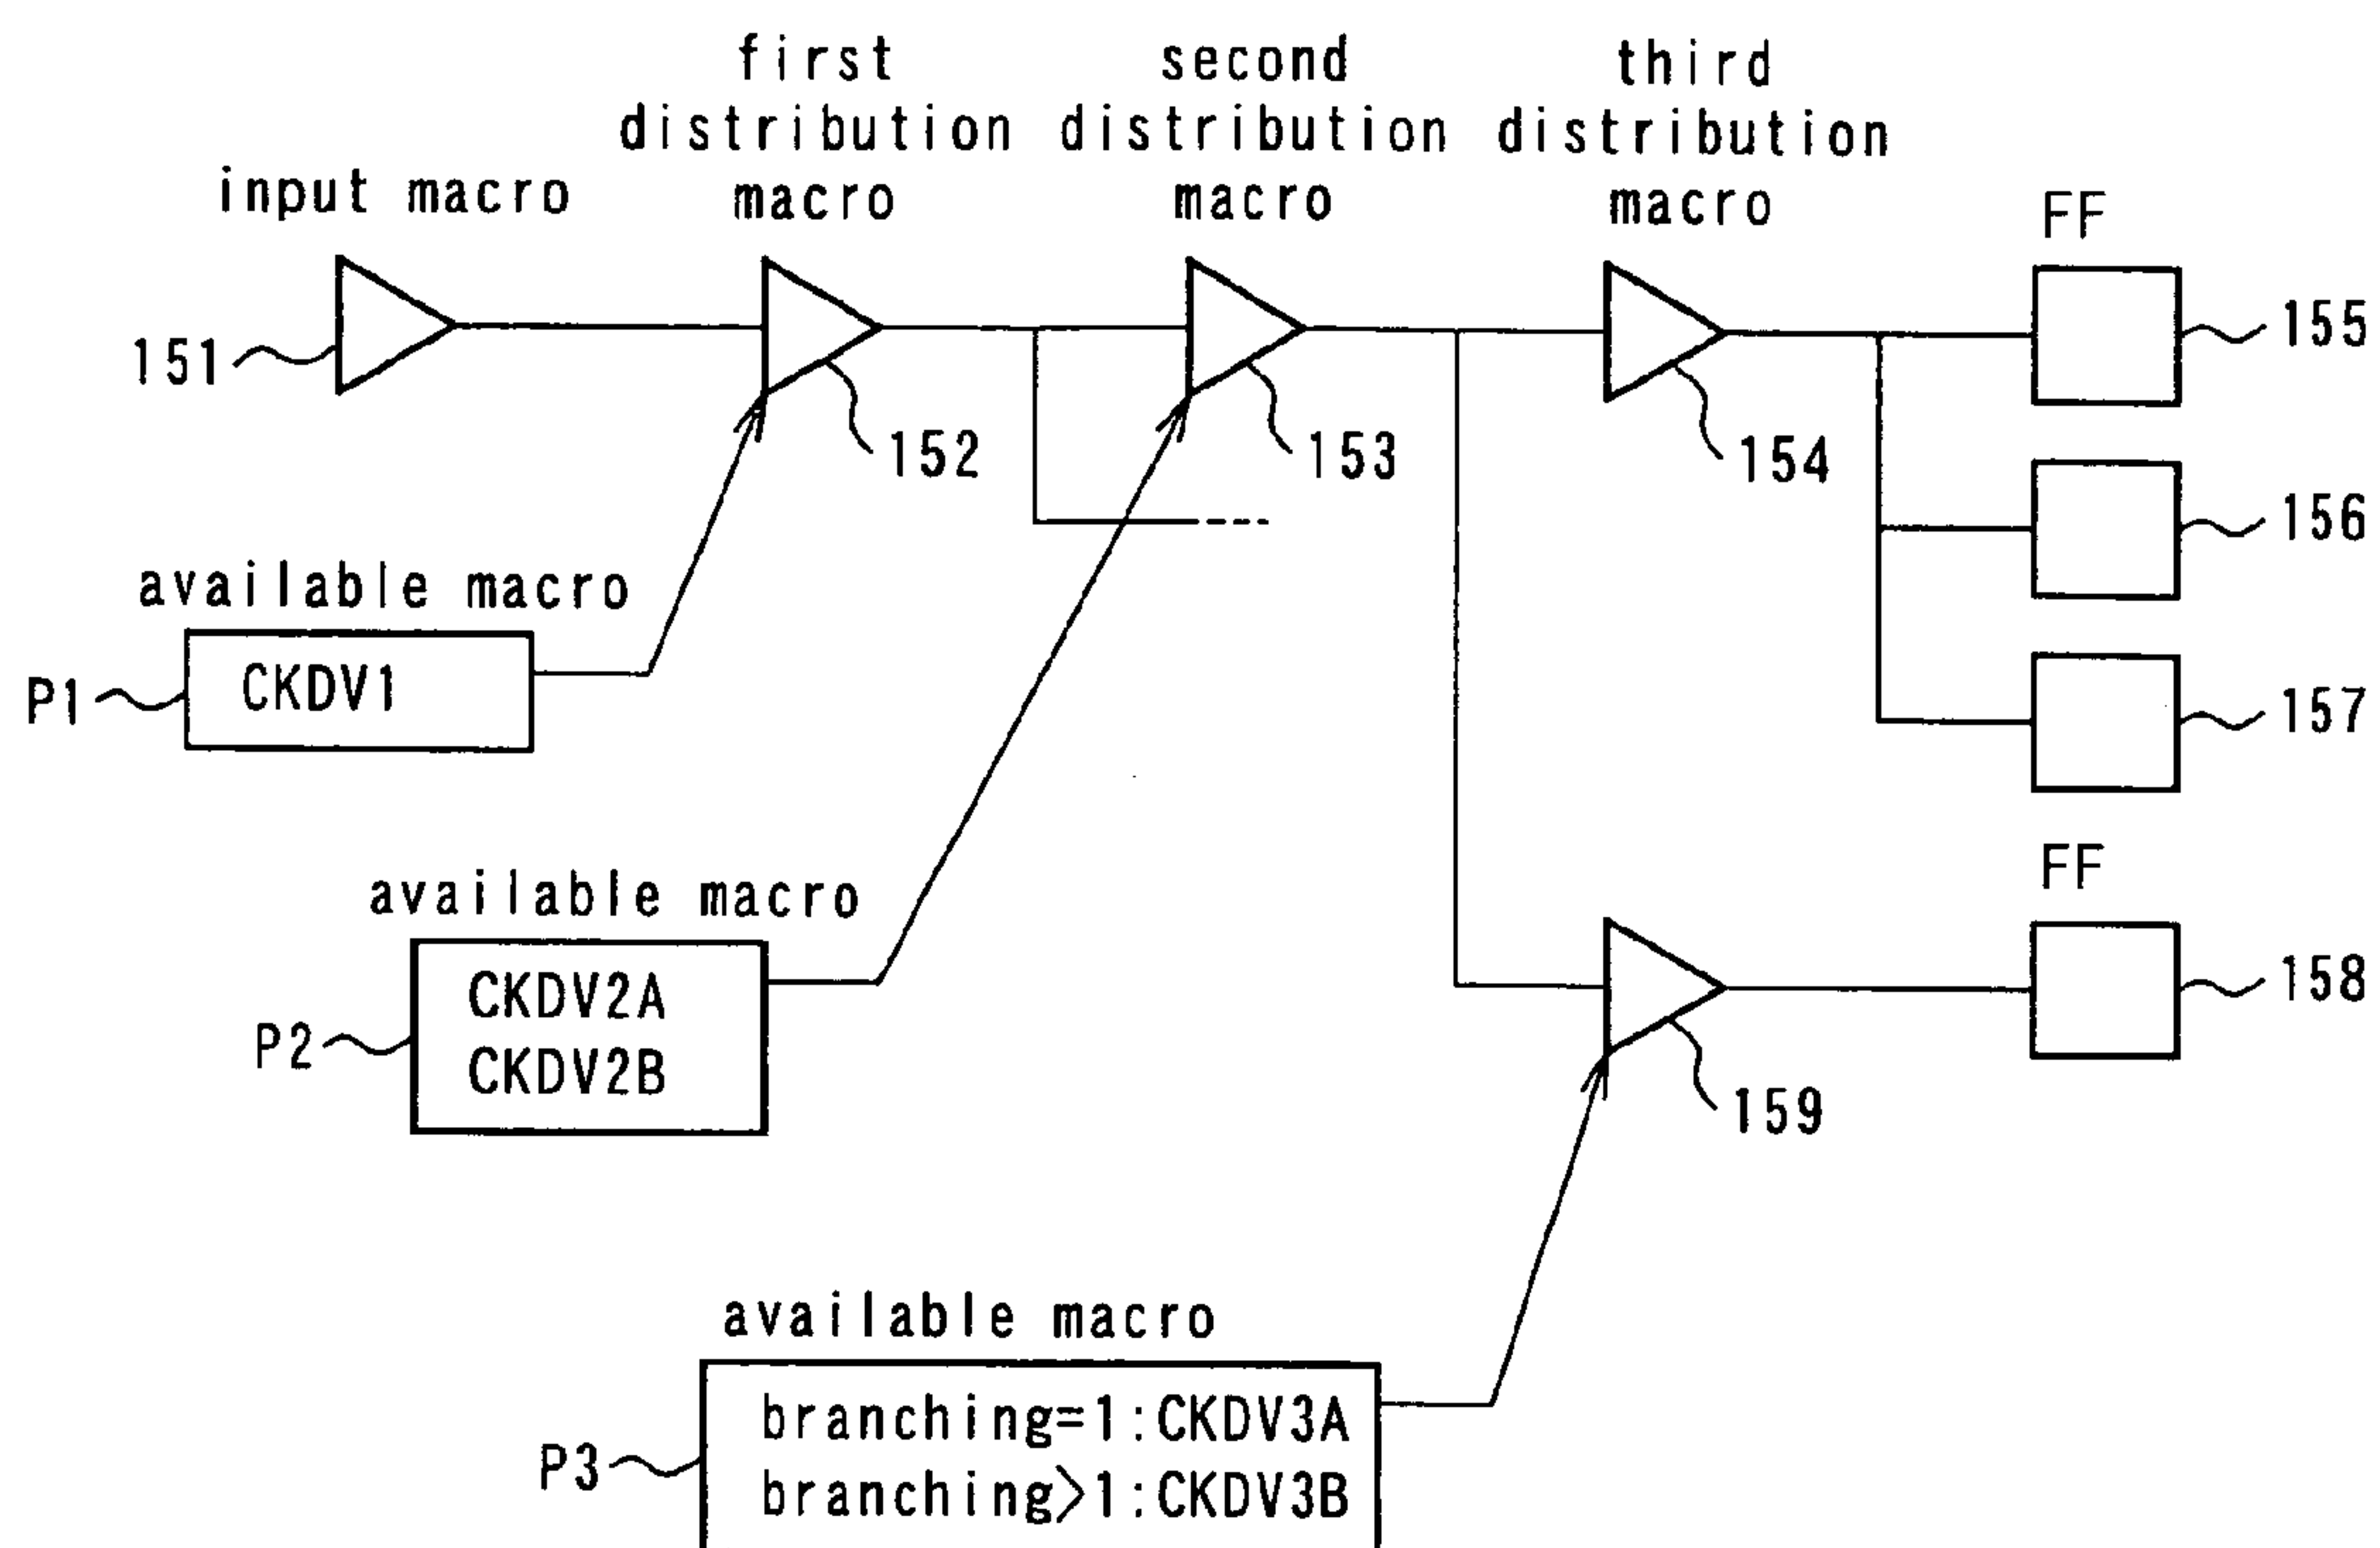 first
distribution
macro
second
distribution
macro
third
distribution
macro
input macro
FF
151
152
153
154
155
156
157
available macro
P1
CKDV1
available macro
P2
CKDV2A
CKDV2B
FF
158
159
available macro
P3
branching=1:CKDV3A
branching>1:CKDV3B